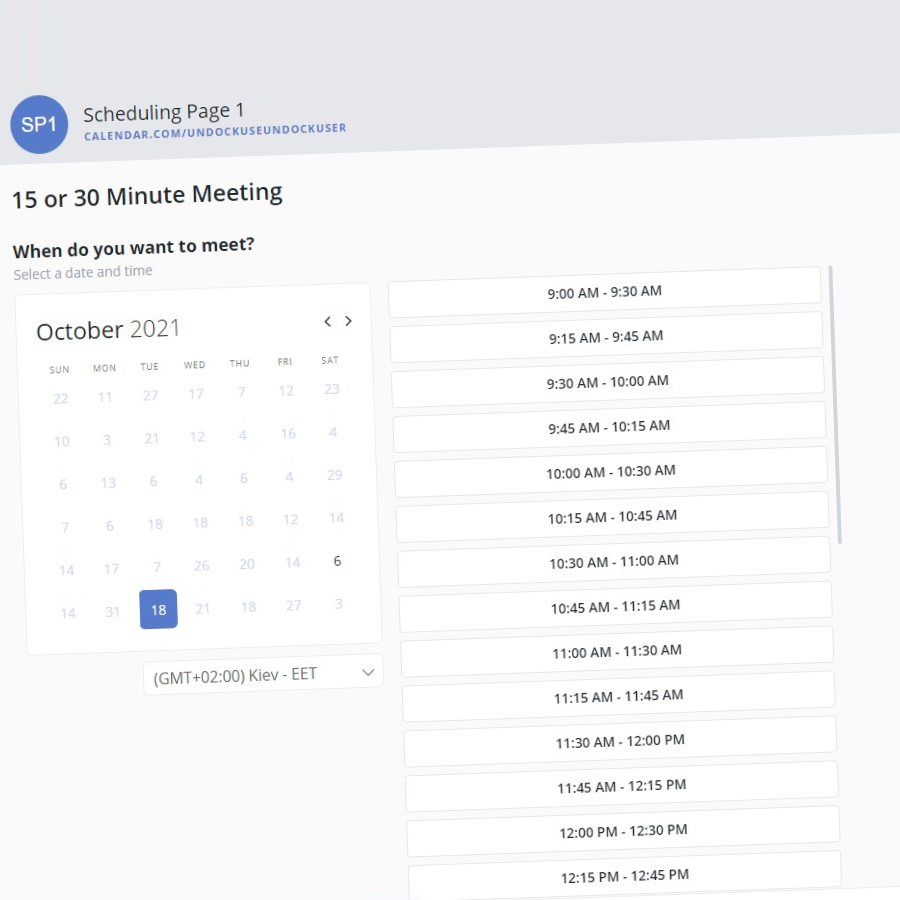 SP1
Scheduling Page 1
CALENDAR.COM/UNDOCKUSEUNDOCKUSER
15 or 30 Minute Meeting
When do you want to meet?
Select a date and time
October 2021
SUN MON TUE WED THU FRI SAT
22 11 27 17 7 12 23
10 3 21 12 4 16 4
6 13 6 4 6 4 29
7 6 18 18 18 12 14
14 17 7 26 20 14 6
14 31 18 21 18 27 3
(GMT+02:00) Kiev - EET
9:00 AM - 9:30 AM
9:15 AM - 9:45 AM
9:30 AM - 10:00 AM
9:45 AM - 10:15 AM
10:00 AM - 10:30 AM
10:15 AM - 10:45 AM
10:30 AM - 11:00 AM
10:45 AM - 11:15 AM
11:00 AM - 11:30 AM
11:15 AM - 11:45 AM
11:30 AM - 12:00 PM
11:45 AM - 12:15 PM
12:00 PM - 12:30 PM
12:15 PM - 12:45 PM